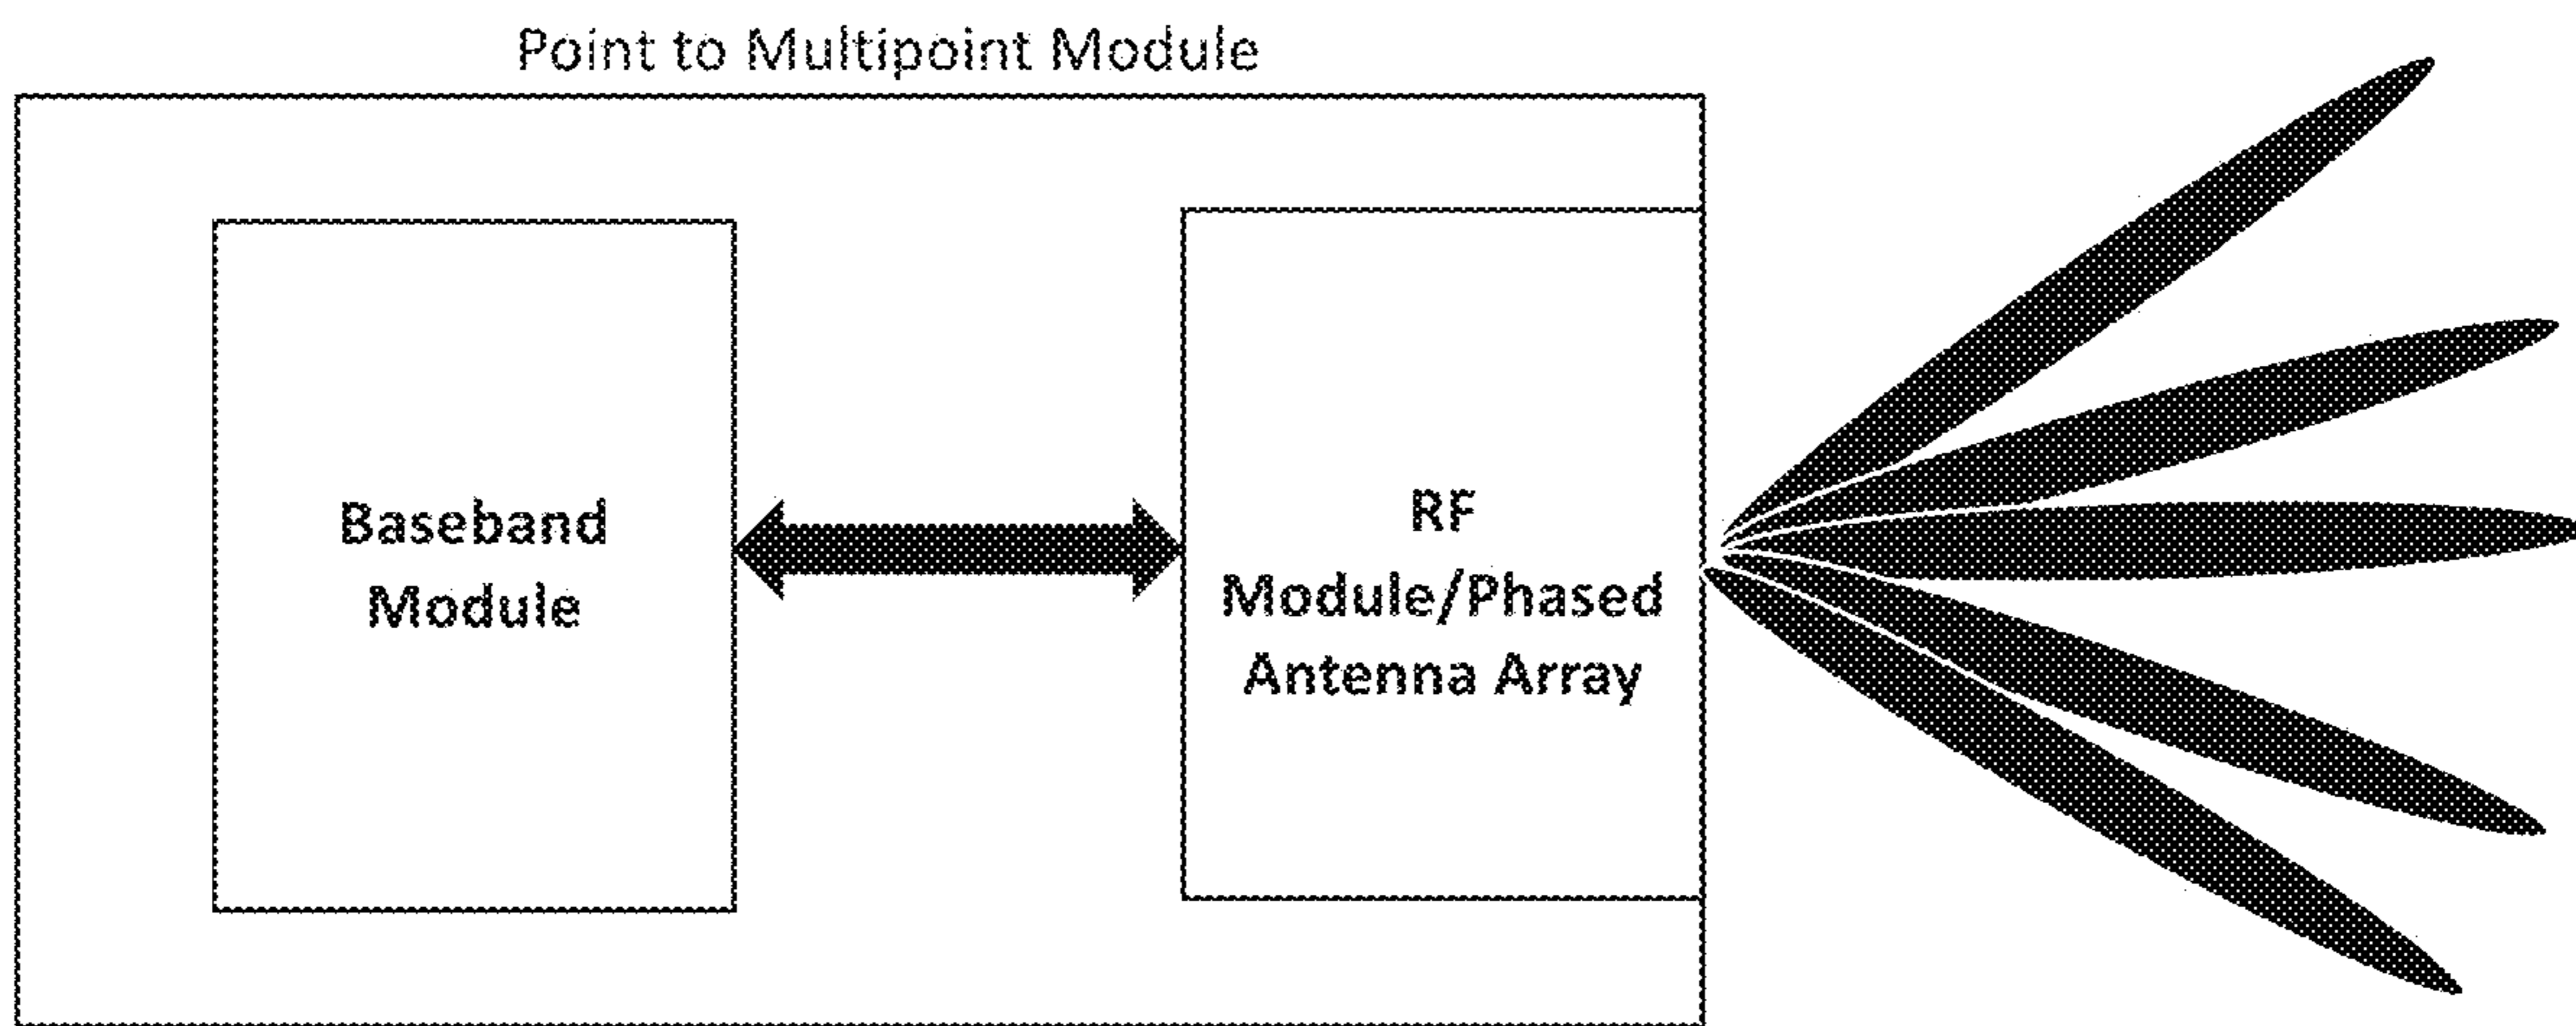 Point to Multipoint Module
Baseband
Module
RF
Module/Phased
Antenna Array